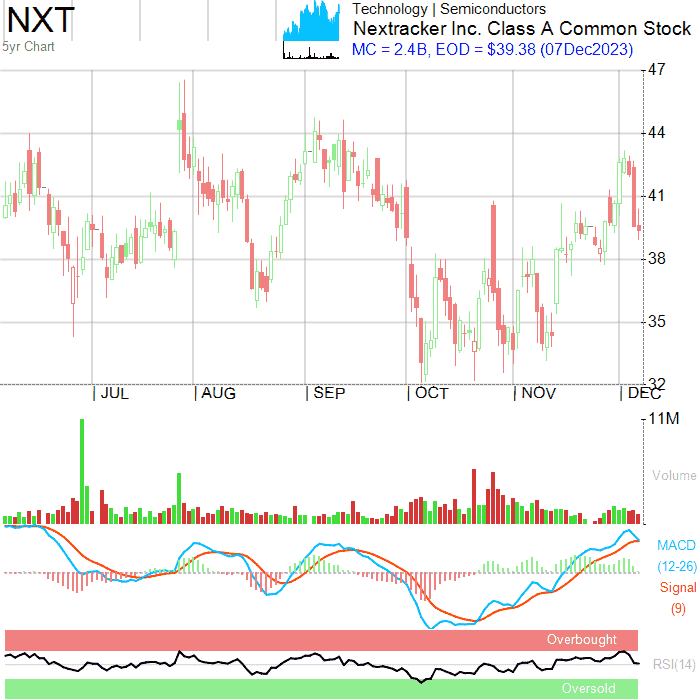 NXT
5yr Chart
Technology | Semiconductors
Nextracker Inc. Class A Common Stock
MC = 2.4B, EOD = $39.38 (07Dec2023)
47
44
41
38
35
32
| JUL | AUG | SEP | OCT | NOV | DEC
11M
Volume
MACD
(12-26)
Signal
(9)
Overbought
RSI(14)
Oversold